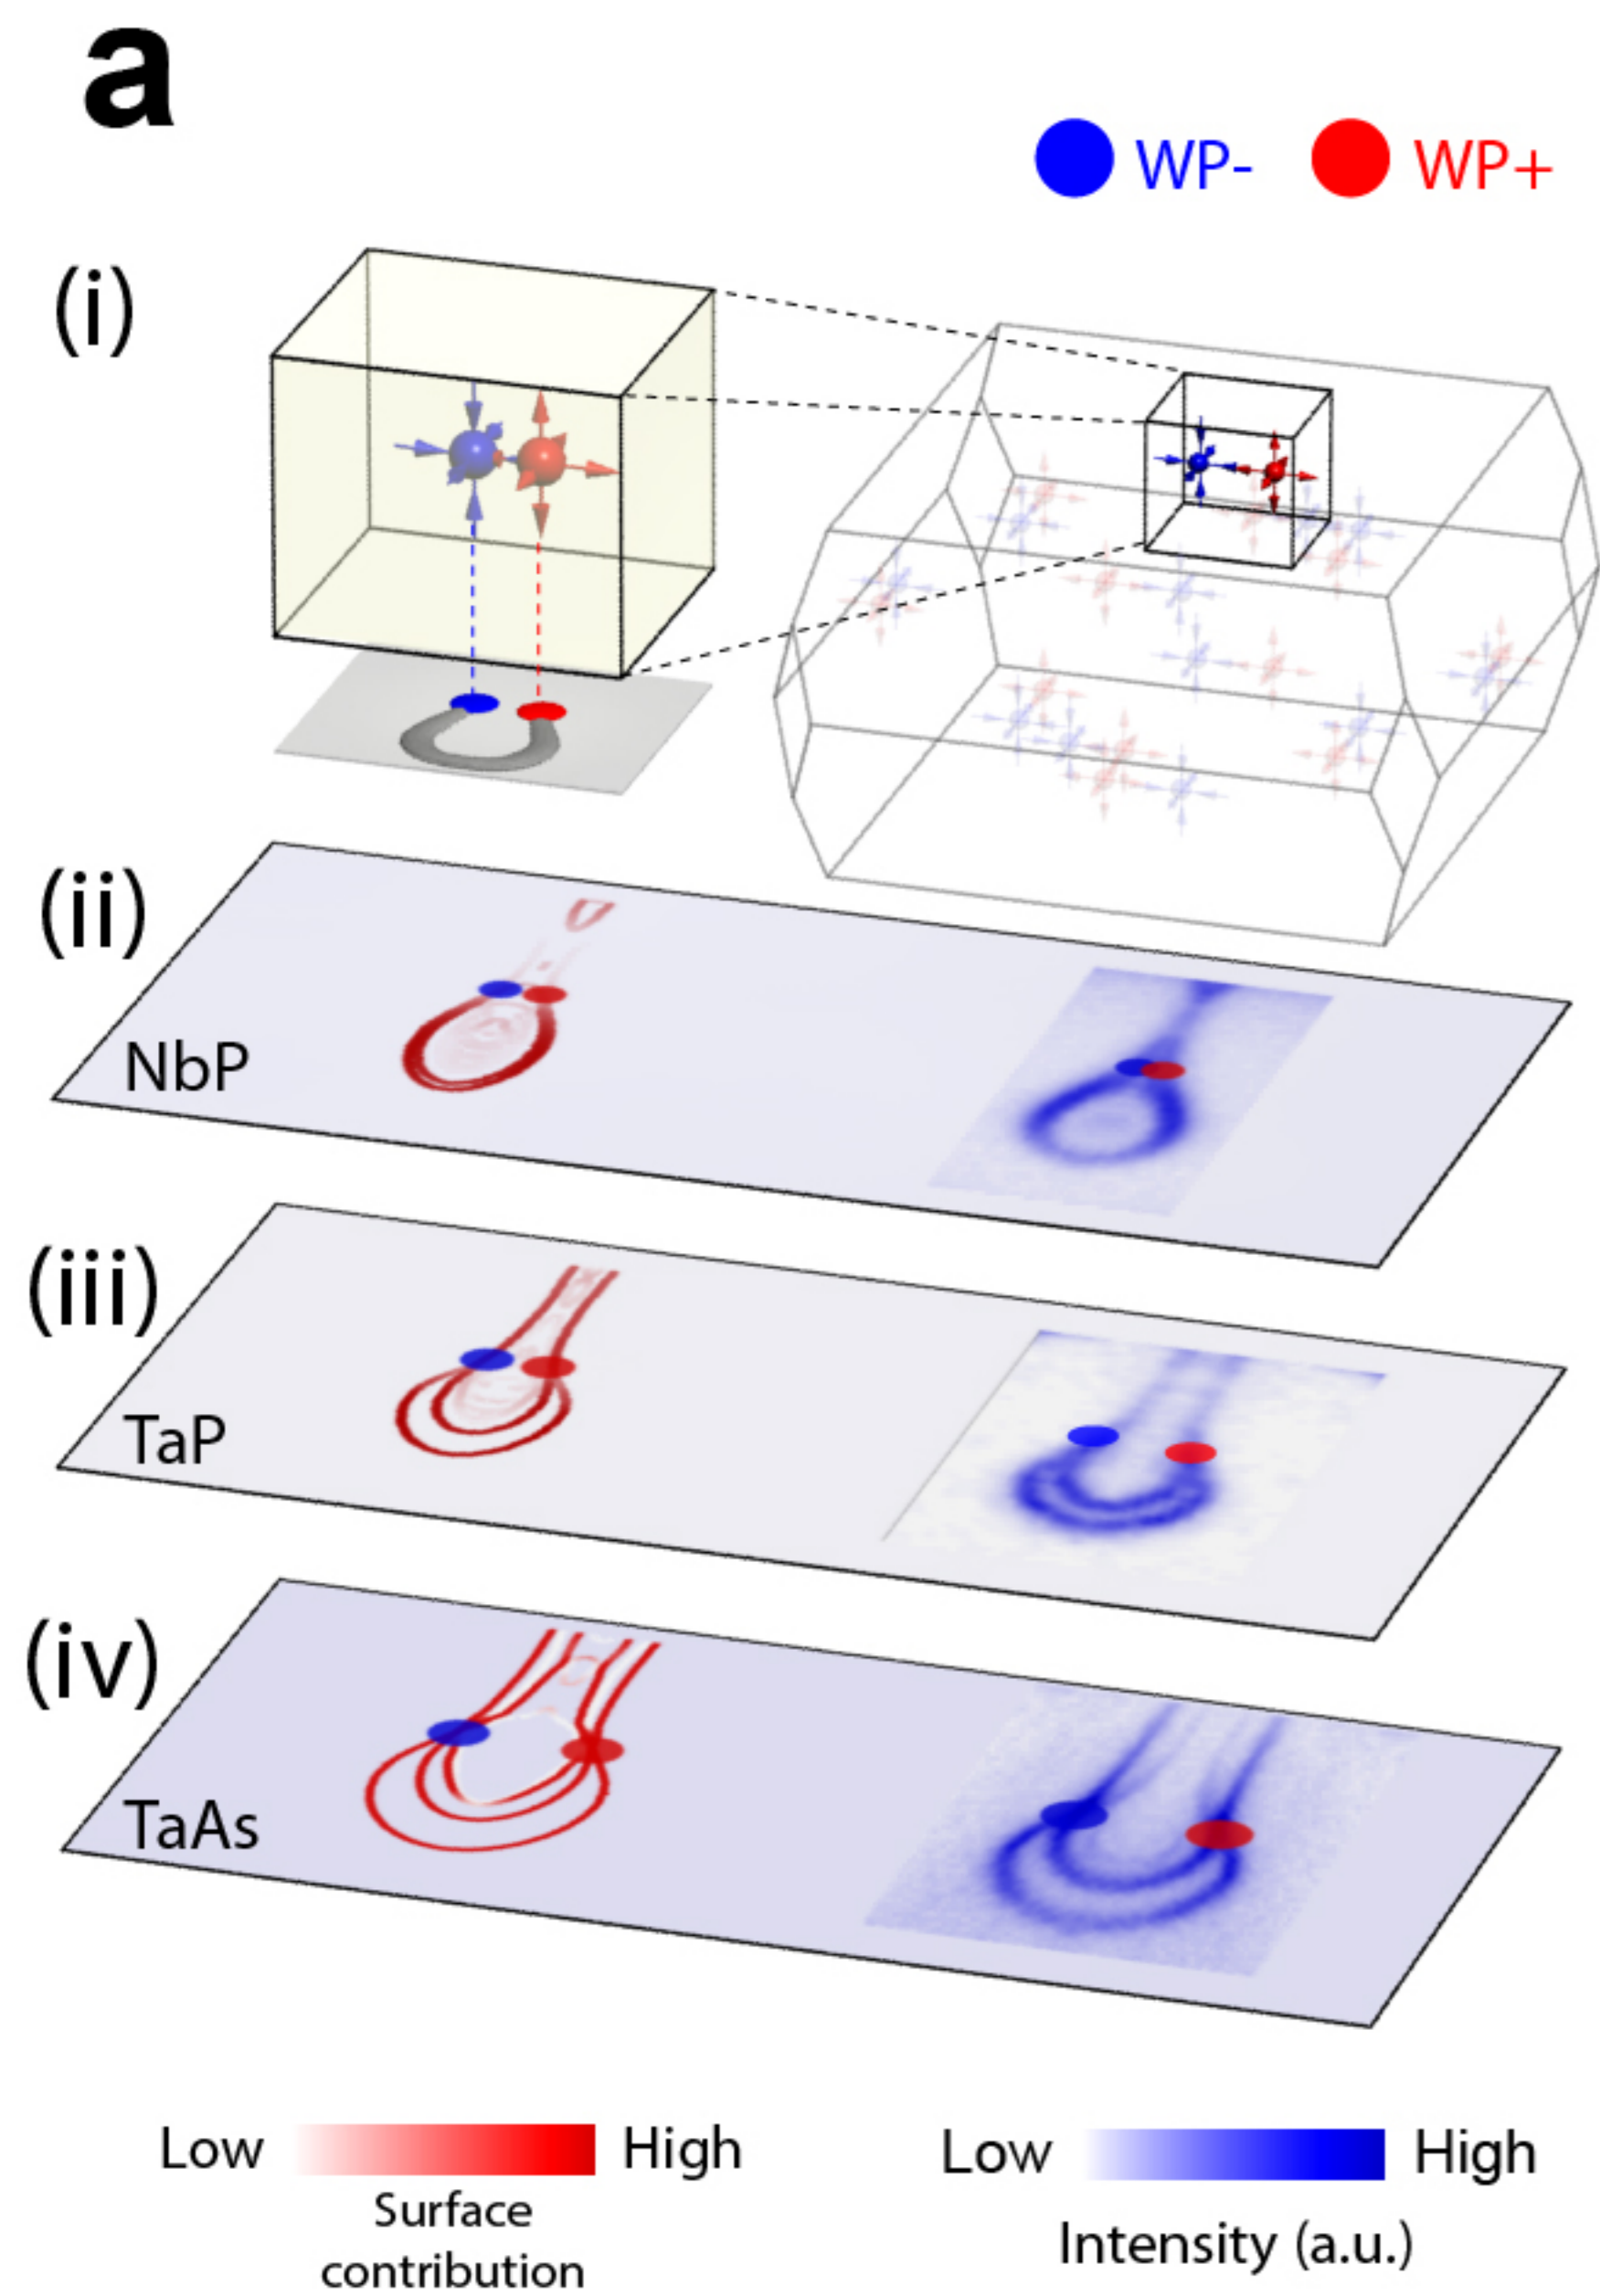 a
WP- WP+
(i)
(ii)
NbP
(iii)
TaP
(iv)
TaAs
Low High
Surface
contribution
Low High
Intensity (a.u.)